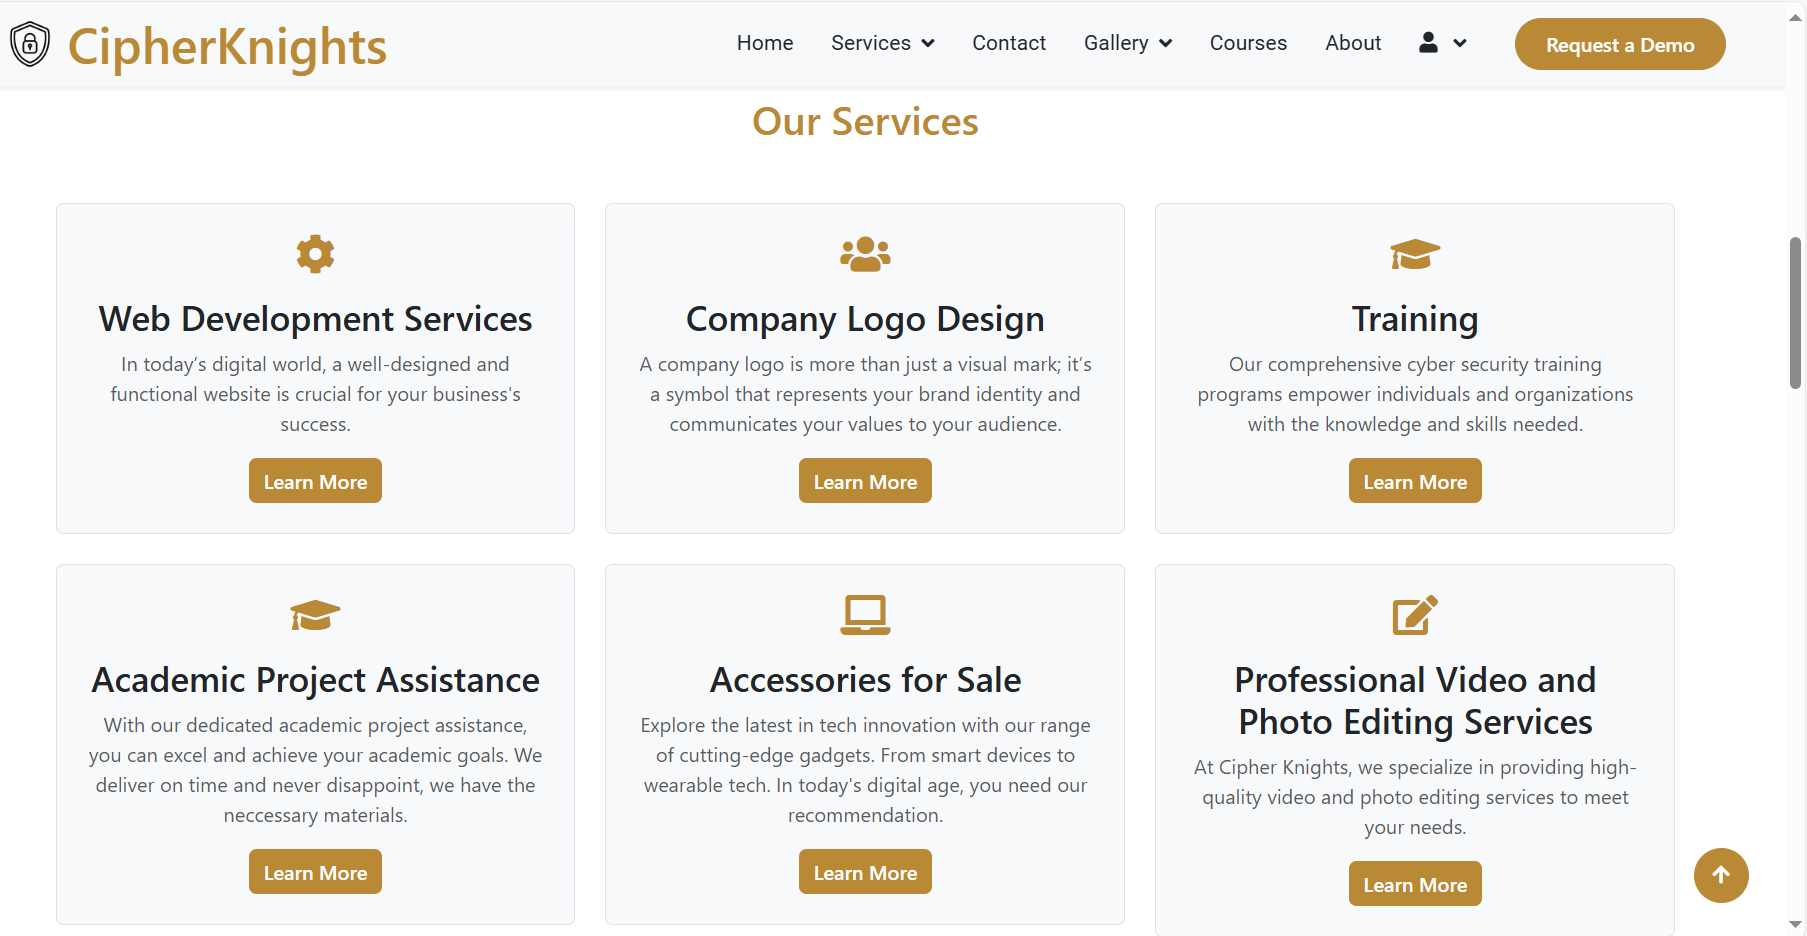 CipherKnights
Home Services Contact Gallery Courses About Request a Demo
Our Services
Web Development Services
In today’s digital world, a well-designed and
functional website is crucial for your business's
success.
Learn More
Company Logo Design
A company logo is more than just a visual mark; it’s
a symbol that represents your brand identity and
communicates your values to your audience.
Learn More
Training
Our comprehensive cyber security training
programs empower individuals and organizations
with the knowledge and skills needed.
Learn More
Academic Project Assistance
With our dedicated academic project assistance,
you can excel and achieve your academic goals. We
deliver on time and never disappoint, we have the
neccessary materials.
Learn More
Accessories for Sale
Explore the latest in tech innovation with our range
of cutting-edge gadgets. From smart devices to
wearable tech. In today's digital age, you need our
recommendation.
Learn More
Professional Video and
Photo Editing Services
At Cipher Knights, we specialize in providing high-
quality video and photo editing services to meet
your needs.
Learn More